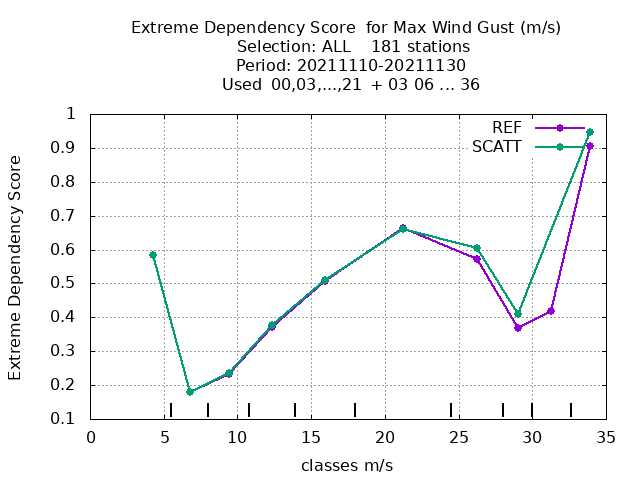 Extreme Dependency Score  for Max Wind Gust (m/s)
Selection: ALL    181 stations
Period: 20211110-20211130
Used  00,03,...,21  + 03 06 ... 36
1
0.9
0.8
0.7
0.6
0.5
0.4
0.3
0.2
0.1
Extreme Dependency Score
REF
SCATT
0 5 10 15 20 25 30 35
classes m/s